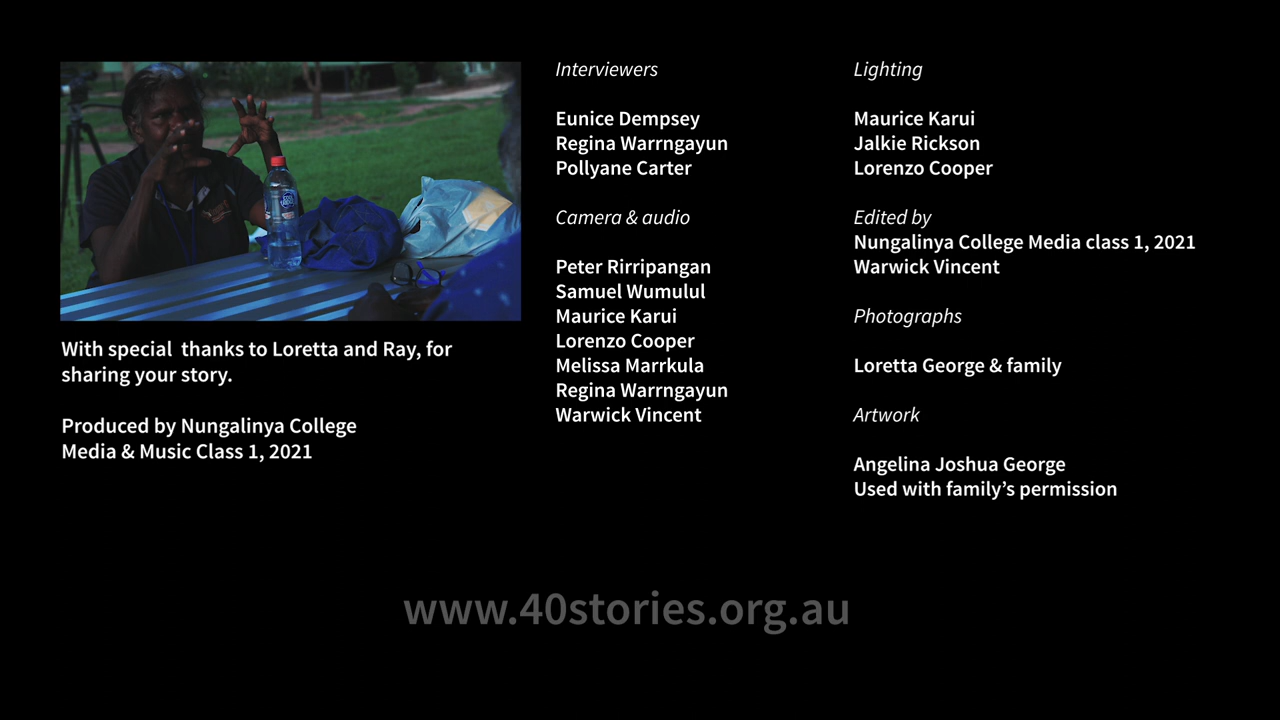 With special  thanks to Loretta and Ray, for
sharing your story.
Produced by Nungalinya College
Media & Music Class 1, 2021
Interviewers
Eunice Dempsey
Regina Warrngayun
Pollyane Carter
Camera & audio
Peter Rirripangan
Samuel Wumulul
Maurice Karui
Lorenzo Cooper
Melissa Marrkula
Regina Warrngayun
Warwick Vincent
Lighting
Maurice Karui
Jalkie Rickson
Lorenzo Cooper
Edited by
Nungalinya College Media class 1, 2021
Warwick Vincent
Photographs
Loretta George & family
Artwork
Angelina Joshua George
Used with family’s permission
www.40stories.org.au